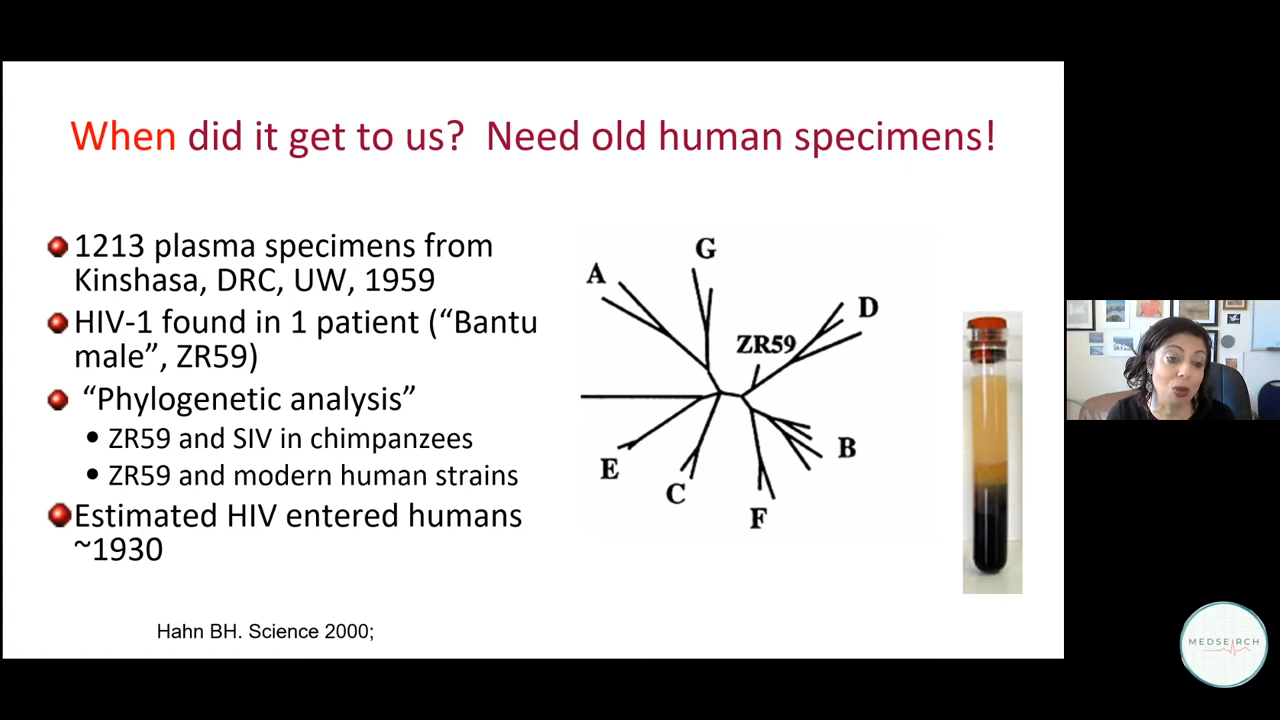 When did it get to us? Need old human specimens!
1213 plasma specimens from
Kinshasa, DRC, UW, 1959
HIV-1 found in 1 patient (“Bantu
male”, ZR59)
“Phylogenetic analysis”
ZR59 and SIV in chimpanzees
ZR59 and modern human strains
Estimated HIV entered humans
~1930
Hahn BH. Science 2000;
G
A
D
ZR59
B
E
C
F
MEDSEIRCH